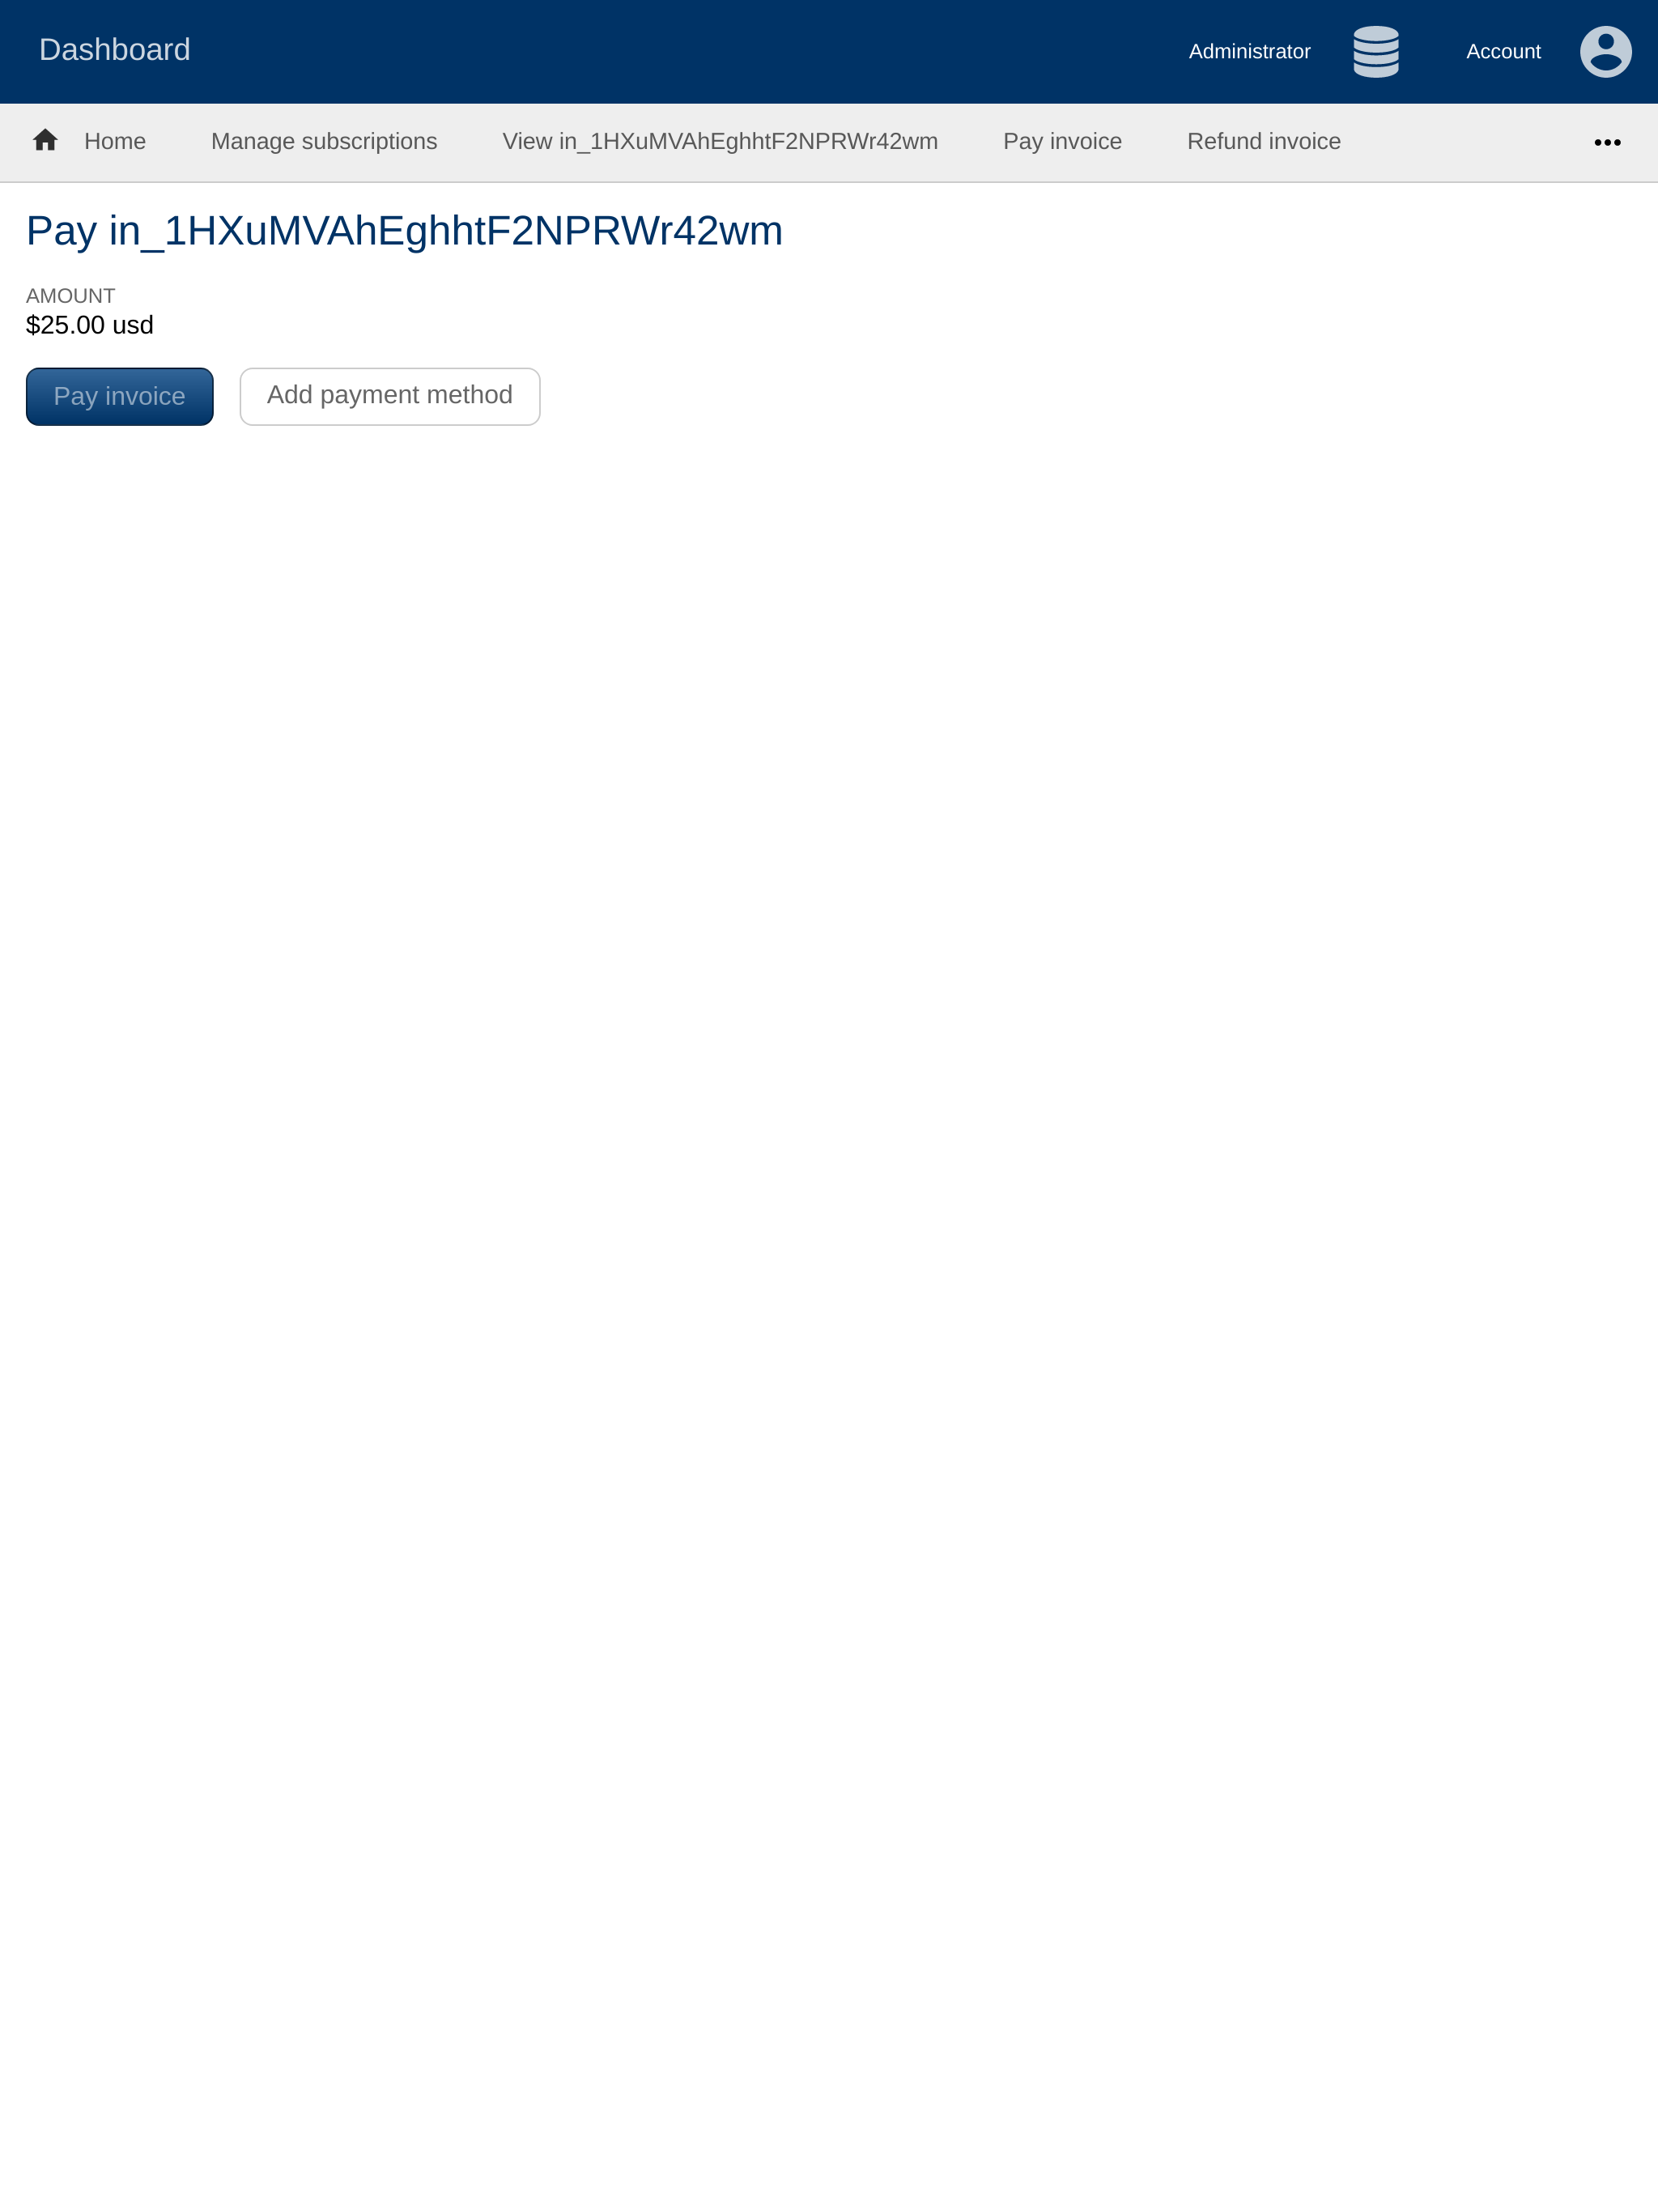 Dashboard
Administrator
Account
Home
Manage subscriptions
View in_1HXuMVAhEghhtF2NPRWr42wm
Pay invoice
Refund invoice
Pay in_1HXuMVAhEghhtF2NPRWr42wm
AMOUNT
$25.00 usd
Pay invoice
Add payment method